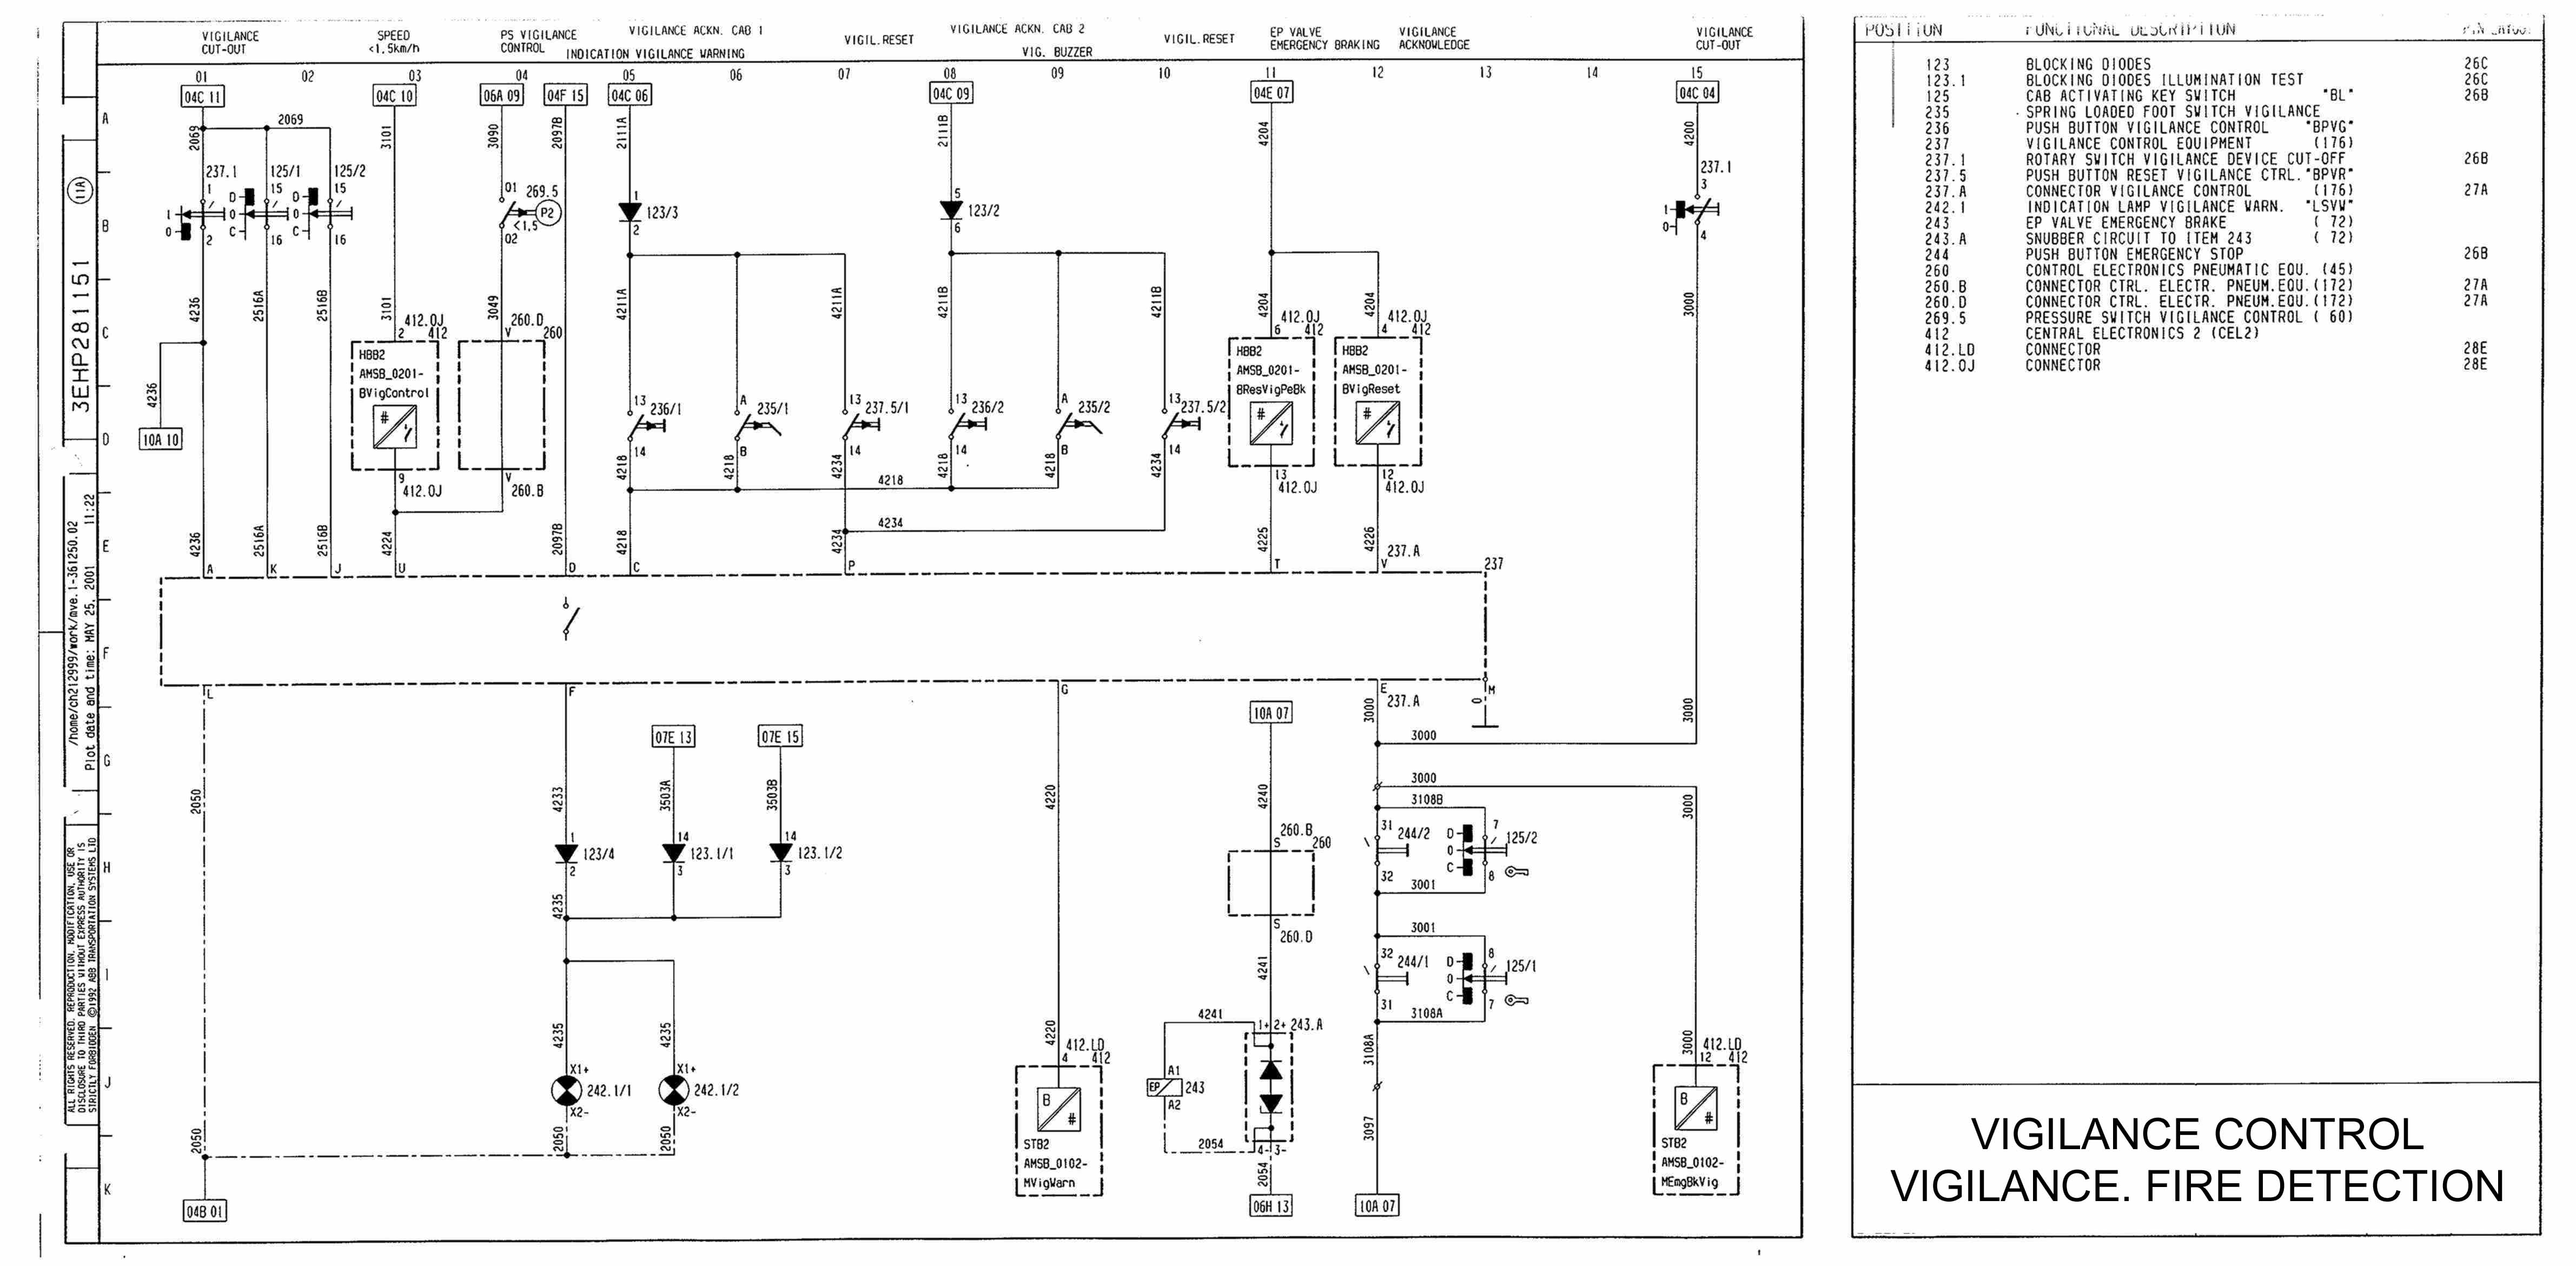 VIGILANCE
CUT-OUT
SPEED
<1.5km/h
PS VIGILANCE
CONTROL
INDICATION VIGILANCE WARNING
VIGILANCE ACKN. CAB 1
VIGIL.RESET
VIGILANCE ACKN. CAB 2
VIG. BUZZER
VIGIL.RESET
EP VALVE
EMERGENCY BRAKING
VIGILANCE
ACKNOWLEDGE
VIGILANCE
CUT-OUT
01 02 03 04 05 06 07 08 09 10 11 12 13 14 15
04C 11 04C 10 06A 09 04F 15 04C 06 04C 09 04E 07 04C 04
A
B
C
D
E
F
G
H
I
J
K
11A
3EHP281151
/home/ch212999/work/mve.1-361250.02
Plot date and time: MAY 25, 2001 11:22
ALL RIGHTS RESERVED. REPRODUCTION, MODIFICATION, USE OR
DISCLOSURE TO THIRD PARTIES WITHOUT EXPRESS AUTHORITY IS
STRICTLY FORBIDDEN ©1992 ABB TRANSPORTATION SYSTEMS LTD
2069 2069 3101 3090 2097B 2111A 2111B 4204 4200
237.1 125/1 125/2
1 15 15
D D
1 0 0
0 C C
2 16 16
01 269.5
P2
<1.5
02
1
123/3
2
5
123/2
6
237.1
3
1
0
4
4236 2516A 2516B 3101 3049 4211A 4211A 4211B 4211B 4204 4204 3000
412.0J
2 412
HBB2
AMSB_0201-
BVigControl
#
9
412.0J
260.D
V 260
V
260.B
412.0J
6 412
HBB2
AMSB_0201-
BResVigPeBk
#
13
412.0J
412.0J
4 412
HBB2
AMSB_0201-
BVigReset
#
12
412.0J
4236
10A 10
13 236/1
14
A 235/1
B
13 237.5/1
14
13 236/2
14
A 235/2
B
13 237.5/2
14
4218 4218 4234 4218 4218 4234
4218
4234
4236 2516A 2516B 4224 2097B 4218 4234 4225 4226
237.A
A K J U D C P T V
237
L F G E M
237.A
0
3000
3000
3000
10A 07
07E 13 07E 15
2050 4233 3503A 3503B 4220 4240
3000
3000
3108B
1
123/4
2
14
123.1/1
3
14
123.1/2
3
260.B
S 260
S
260.D
31 244/2
32
D
0
C
7
125/2
8
3001
4235
3001
32 244/1
31
D
0
C
8
125/1
7
3108A
4241
4235 4235 4220
4241
1+ 2+ 243.A
3108A
3000
X1+
242.1/1
X2-
X1+
242.1/2
X2-
412.LD
4 412
B
#
STB2
AMSB_0102-
MVigWarn
A1
EP 243
A2
2054
4- 3-
2054
412.LD
12 412
B
#
STB2
AMSB_0102-
MEmgBkVig
2050 2050 2050
3097
04B 01 06H 13 10A 07
POSITION FUNCTIONAL DESCRIPTION
123 BLOCKING DIODES 26C
123.1 BLOCKING DIODES ILLUMINATION TEST 26C
125 CAB ACTIVATING KEY SWITCH "BL" 26B
235 SPRING LOADED FOOT SWITCH VIGILANCE
236 PUSH BUTTON VIGILANCE CONTROL "BPVG"
237 VIGILANCE CONTROL EQUIPMENT (176)
237.1 ROTARY SWITCH VIGILANCE DEVICE CUT-OFF 26B
237.5 PUSH BUTTON RESET VIGILANCE CTRL. "BPVR"
237.A CONNECTOR VIGILANCE CONTROL (176) 27A
242.1 INDICATION LAMP VIGILANCE WARN. "LSVW"
243 EP VALVE EMERGENCY BRAKE ( 72)
243.A SNUBBER CIRCUIT TO ITEM 243 ( 72)
244 PUSH BUTTON EMERGENCY STOP 26B
260 CONTROL ELECTRONICS PNEUMATIC EQU. (45)
260.B CONNECTOR CTRL. ELECTR. PNEUM.EQU.(172) 27A
260.D CONNECTOR CTRL. ELECTR. PNEUM.EQU.(172) 27A
269.5 PRESSURE SWITCH VIGILANCE CONTROL ( 60)
412 CENTRAL ELECTRONICS 2 (CEL2)
412.LD CONNECTOR 28E
412.0J CONNECTOR 28E
VIGILANCE CONTROL
VIGILANCE. FIRE DETECTION